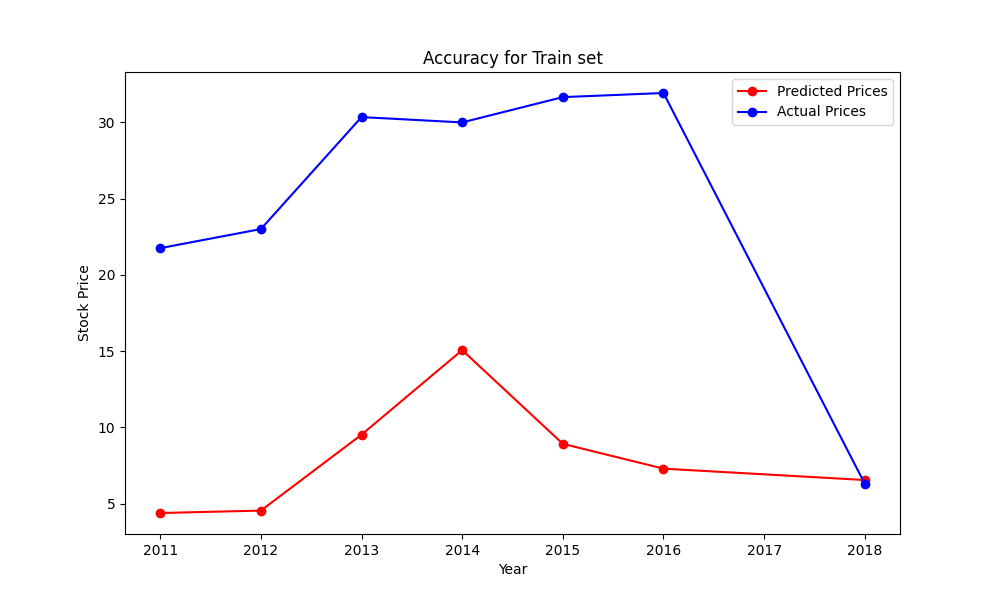 Accuracy for Train set
Predicted Prices
Actual Prices
30
25
20
15
10
5
Stock Price
2011 2012 2013 2014 2015 2016 2017 2018
Year